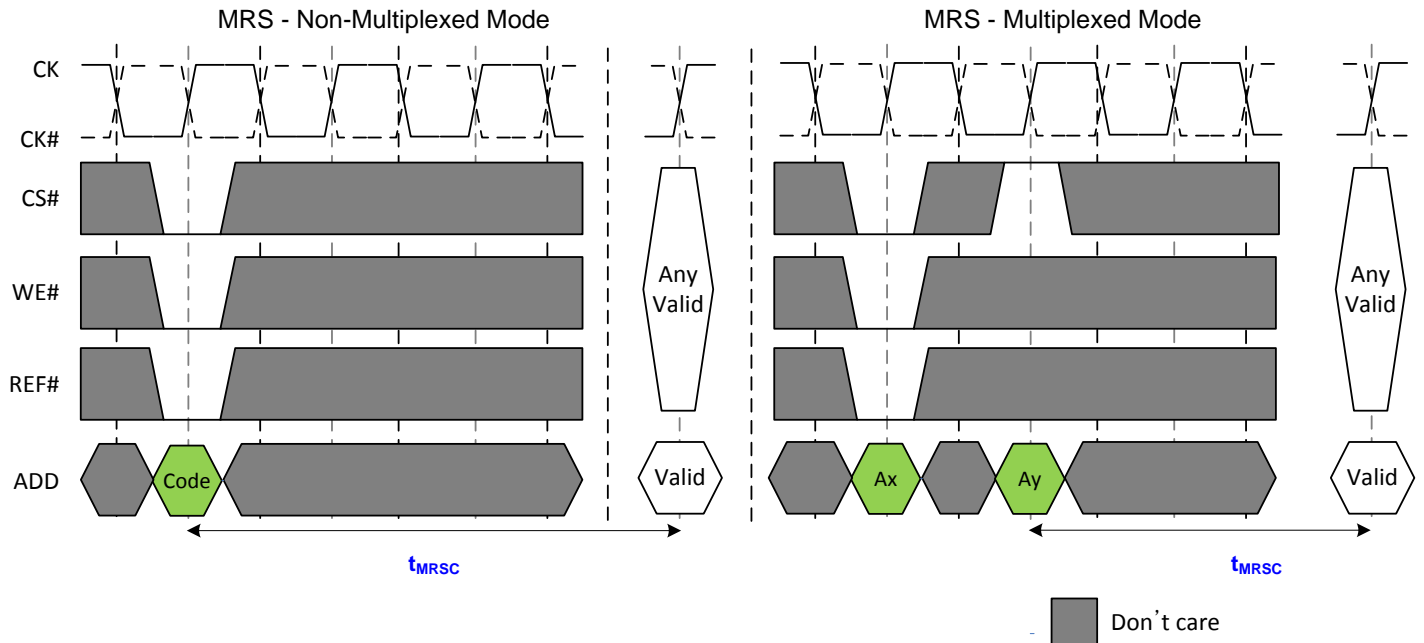 MRS - Non-Multiplexed Mode
MRS - Multiplexed Mode
CK
CK#
CS#
WE#
REF#
ADD
Any
Valid
Any
Valid
Code
Valid
Ax
Ay
Valid
tMRSC
tMRSC
Don't care